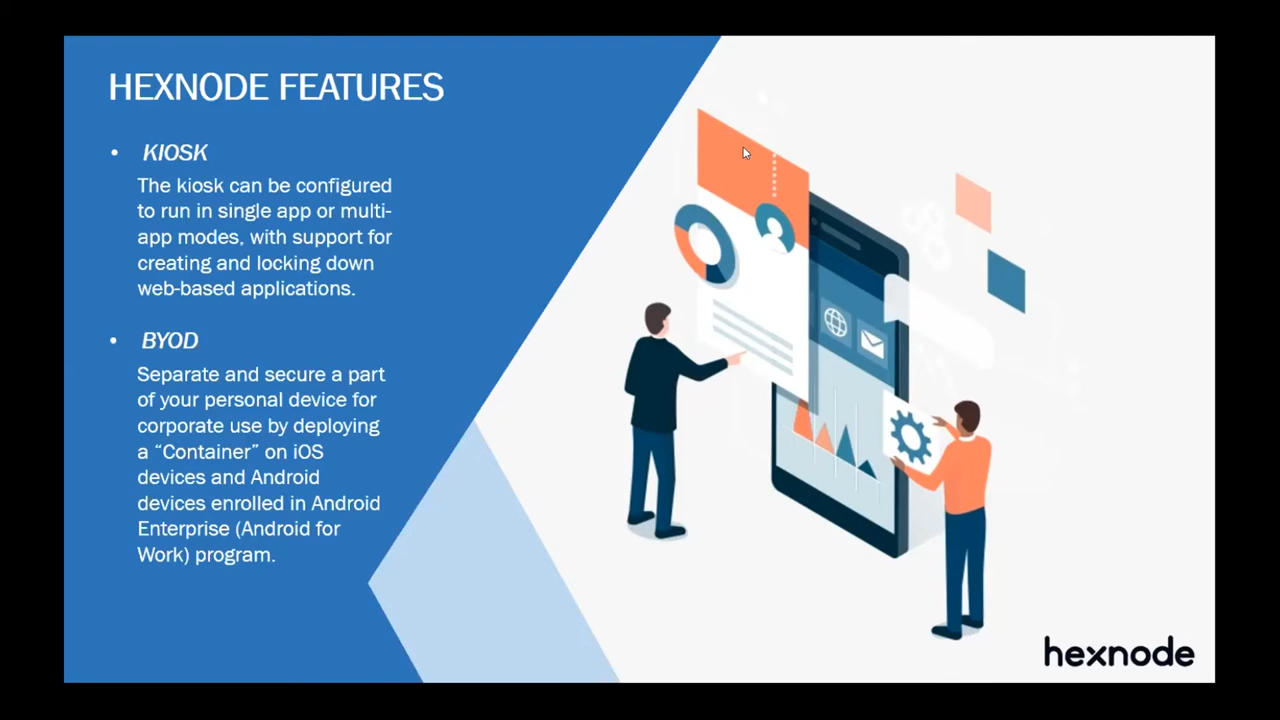 HEXNODE FEATURES
• KIOSK
The kiosk can be configured
to run in single app or multi-
app modes, with support for
creating and locking down
web-based applications.
• BYOD
Separate and secure a part
of your personal device for
corporate use by deploying
a “Container” on iOS
devices and Android
devices enrolled in Android
Enterprise (Android for
Work) program.
hexnode